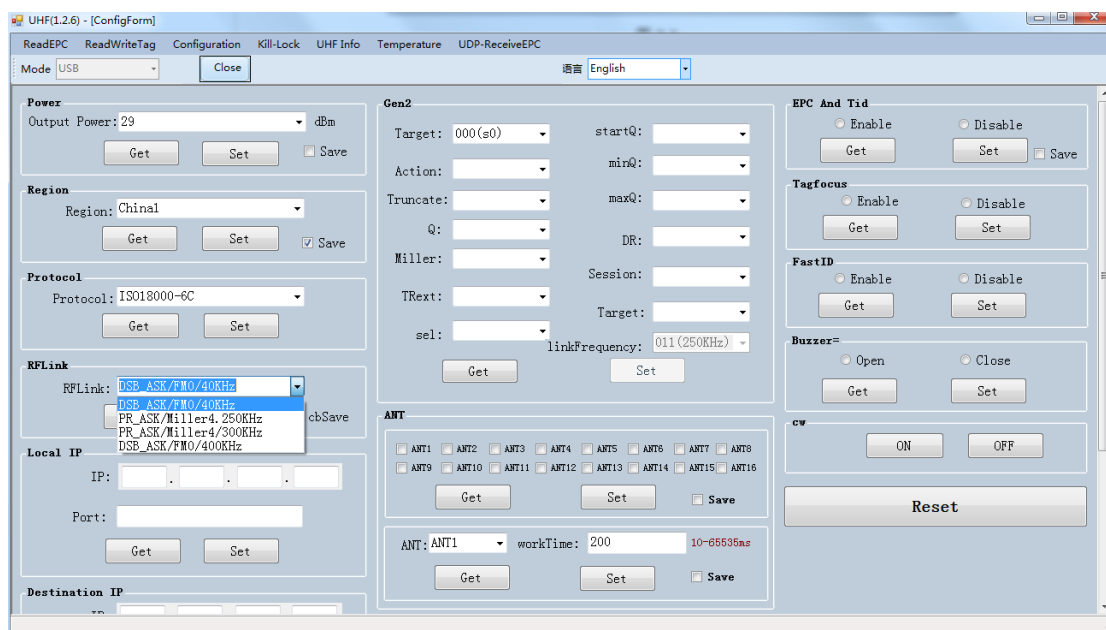 UHF(1.2.6) - [ConfigForm]
ReadEPC ReadWriteTag Configuration Kill-Lock UHF Info Temperature UDP-ReceiveEPC
Mode USB Close 语言 English
Power
Output Power: 29 dBm
Get Set Save
Region
Region: China1
Get Set Save
Protocol
Protocol: ISO18000-6C
Get Set
RFLink
RFLink: DSB_ASK/FM0/40KHz
DSB_ASK/FM0/40KHz
PR_ASK/Miller4.250KHz
PR_ASK/Miller4/300KHz
DSB_ASK/FM0/400KHz
cbSave
Local IP
IP: . . .
Port:
Get Set
Destination IP
Gen2
Target: 000(s0) startQ:
Action: minQ:
Truncate: maxQ:
Q: DR:
Miller: Session:
TRext: Target:
sel: linkFrequency: 011(250KHz)
Get Set
ANT
ANT1 ANT2 ANT3 ANT4 ANT5 ANT6 ANT7 ANT8
ANT9 ANT10 ANT11 ANT12 ANT13 ANT14 ANT15 ANT16
Get Set Save
ANT: ANT1 workTime: 200 10-65535ms
Get Set Save
EPC And Tid
Enable Disable
Get Set Save
Tagfocus
Enable Disable
Get Set
FastID
Enable Disable
Get Set
Buzzer=
Open Close
Get Set
cw
ON OFF
Reset